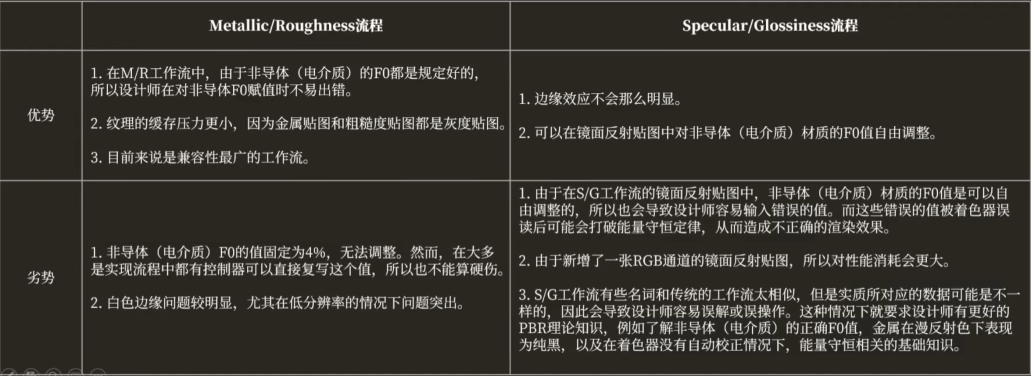 Metallic/Roughness流程
Specular/Glossiness流程
优势
1. 在M/R工作流中，由于非导体（电介质）的F0都是规定好的，
所以设计师在对非导体F0赋值时不易出错。
2. 纹理的缓存压力更小，因为金属贴图和粗糙度贴图都是灰度贴图。
3. 目前来说是兼容性最广的工作流。
1. 边缘效应不会那么明显。
2. 可以在镜面反射贴图中对非导体（电介质）材质的F0值自由调整。
劣势
1. 非导体（电介质）F0的值固定为4%，无法调整。然而，在大多
是实现流程中都有控制器可以直接复写这个值，所以也不能算硬伤。
2. 白色边缘问题较明显，尤其在低分辨率的情况下问题突出。
1. 由于在S/G工作流的镜面反射贴图中，非导体（电介质）材质的F0值是可以自
由调整的，所以也会导致设计师容易输入错误的值。而这些错误的值被着色器误
读后可能会打破能量守恒定律，从而造成不正确的渲染效果。
2. 由于新增了一张RGB通道的镜面反射贴图，所以对性能消耗会更大。
3. S/G工作流有些名词和传统的工作流太相似，但是实质所对应的数据可能是不一
样的，因此会导致设计师容易误解或误操作。这种情况下就要求设计师有更好的
PBR理论知识，例如了解非导体（电介质）的正确F0值，金属在漫反射色下表现
为纯黑，以及在着色器没有自动校正情况下，能量守恒相关的基础知识。